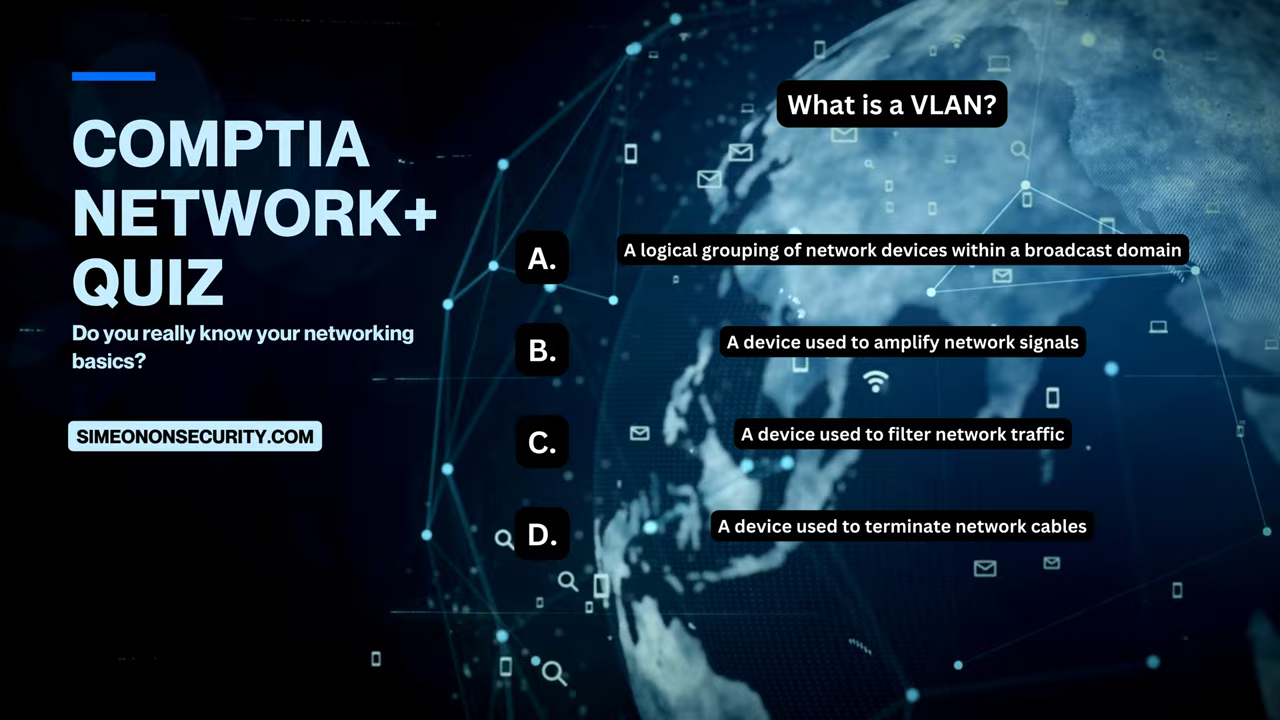 COMPTIA
NETWORK+
QUIZ
Do you really know your networking
basics?
SIMEONONSECURITY.COM
What is a VLAN?
A. A logical grouping of network devices within a broadcast domain
B. A device used to amplify network signals
C. A device used to filter network traffic
D. A device used to terminate network cables